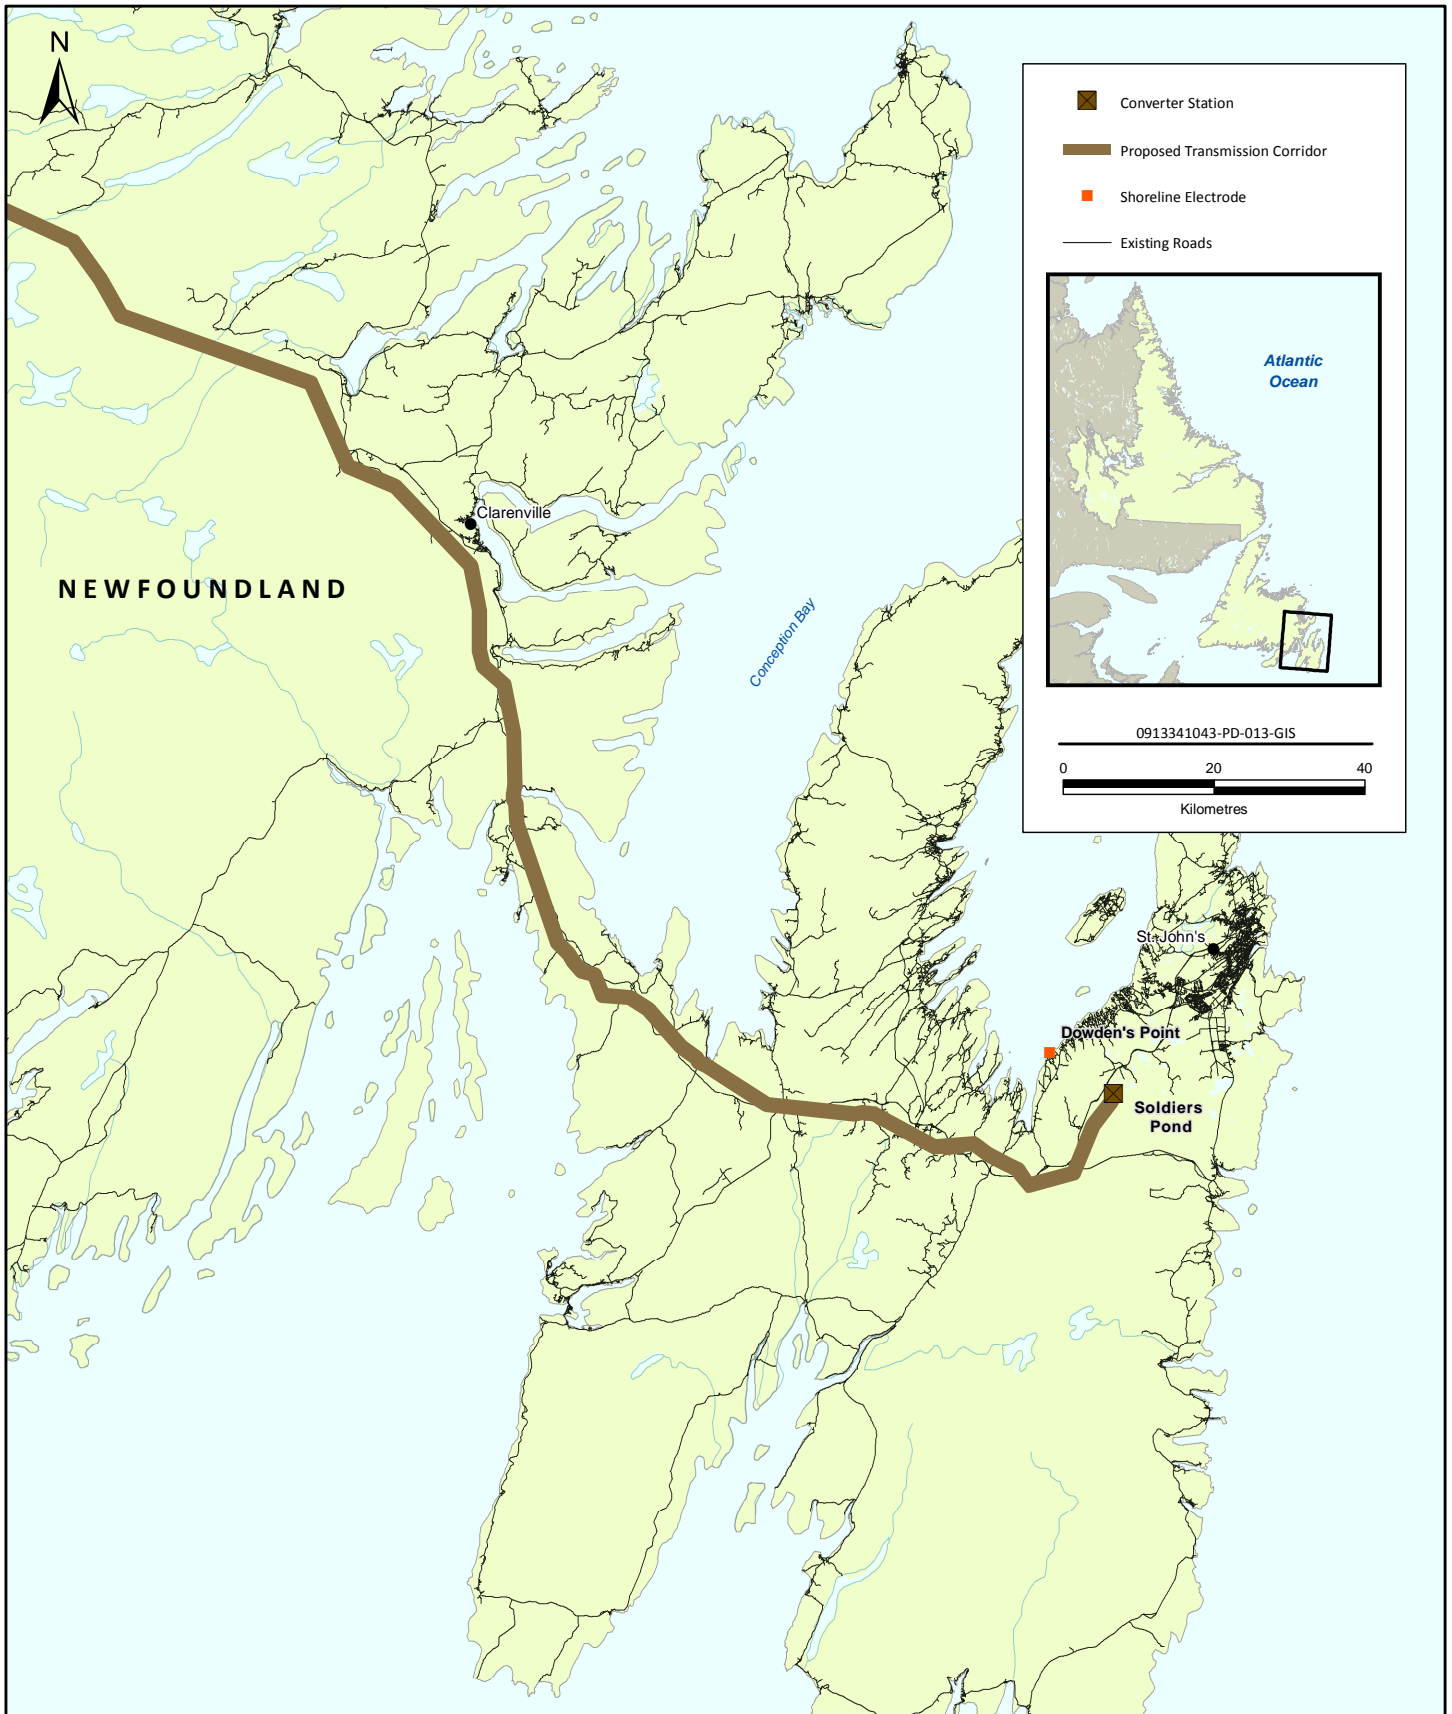 N
Converter Station
Proposed Transmission Corridor
Shoreline Electrode
Existing Roads
Atlantic
Ocean
0913341043-PD-013-GIS
0 20 40
Kilometres
Clarenville
NEWFOUNDLAND
Conception Bay
St. John's
Dowden's Point
Soldiers
Pond